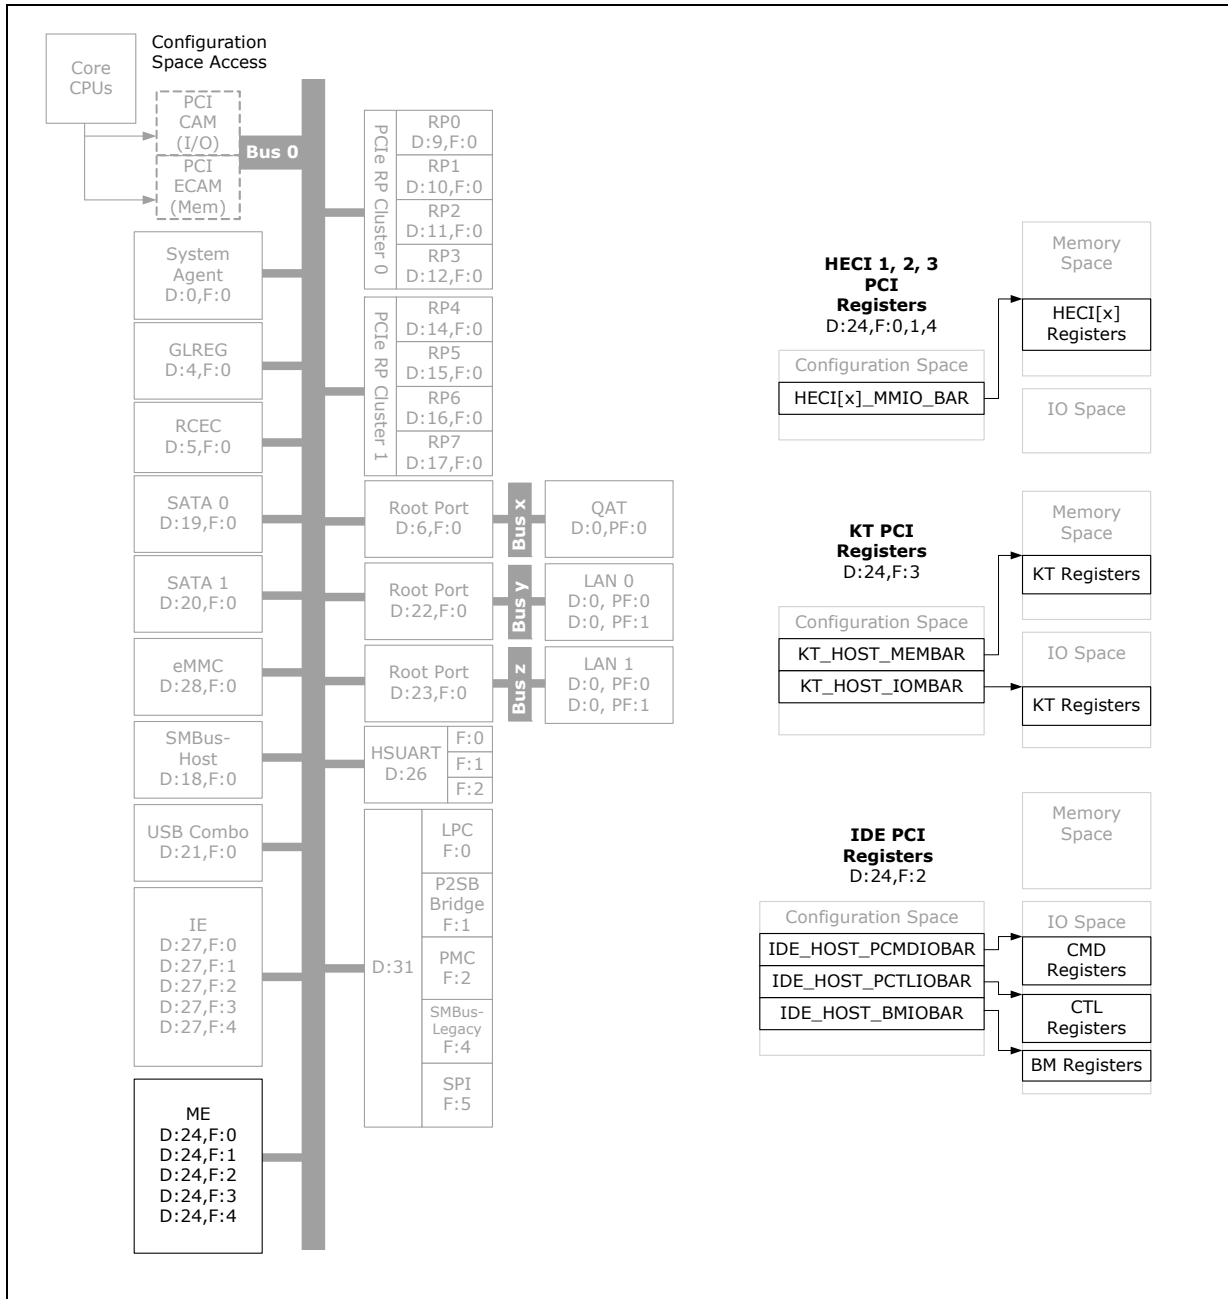 Configuration
Space Access
Core
CPUs
PCI
CAM
(I/O)
PCI
ECAM
(Mem)
Bus 0
System
Agent
D:0,F:0
GLREG
D:4,F:0
RCEC
D:5,F:0
SATA 0
D:19,F:0
SATA 1
D:20,F:0
eMMC
D:28,F:0
SMBus-
Host
D:18,F:0
USB Combo
D:21,F:0
IE
D:27,F:0
D:27,F:1
D:27,F:2
D:27,F:3
D:27,F:4
ME
D:24,F:0
D:24,F:1
D:24,F:2
D:24,F:3
D:24,F:4
PCIe RP Cluster 0
RP0
D:9,F:0
RP1
D:10,F:0
RP2
D:11,F:0
RP3
D:12,F:0
PCIe RP Cluster 1
RP4
D:14,F:0
RP5
D:15,F:0
RP6
D:16,F:0
RP7
D:17,F:0
Root Port
D:6,F:0
Bus x
QAT
D:0,PF:0
Root Port
D:22,F:0
Bus y
LAN 0
D:0, PF:0
D:0, PF:1
Root Port
D:23,F:0
Bus z
LAN 1
D:0, PF:0
D:0, PF:1
HSUART
D:26
F:0
F:1
F:2
D:31
LPC
F:0
P2SB
Bridge
F:1
PMC
F:2
SMBus-
Legacy
F:4
SPI
F:5
HECI 1, 2, 3
PCI
Registers
D:24,F:0,1,4
Configuration Space
HECI[x]_MMIO_BAR
Memory
Space
HECI[x]
Registers
IO Space
KT PCI
Registers
D:24,F:3
Configuration Space
KT_HOST_MEMBAR
KT_HOST_IOMBAR
Memory
Space
KT Registers
IO Space
KT Registers
IDE PCI
Registers
D:24,F:2
Configuration Space
IDE_HOST_PCMDIOBAR
IDE_HOST_PCTLIOBAR
IDE_HOST_BMIOBAR
Memory
Space
IO Space
CMD
Registers
CTL
Registers
BM Registers